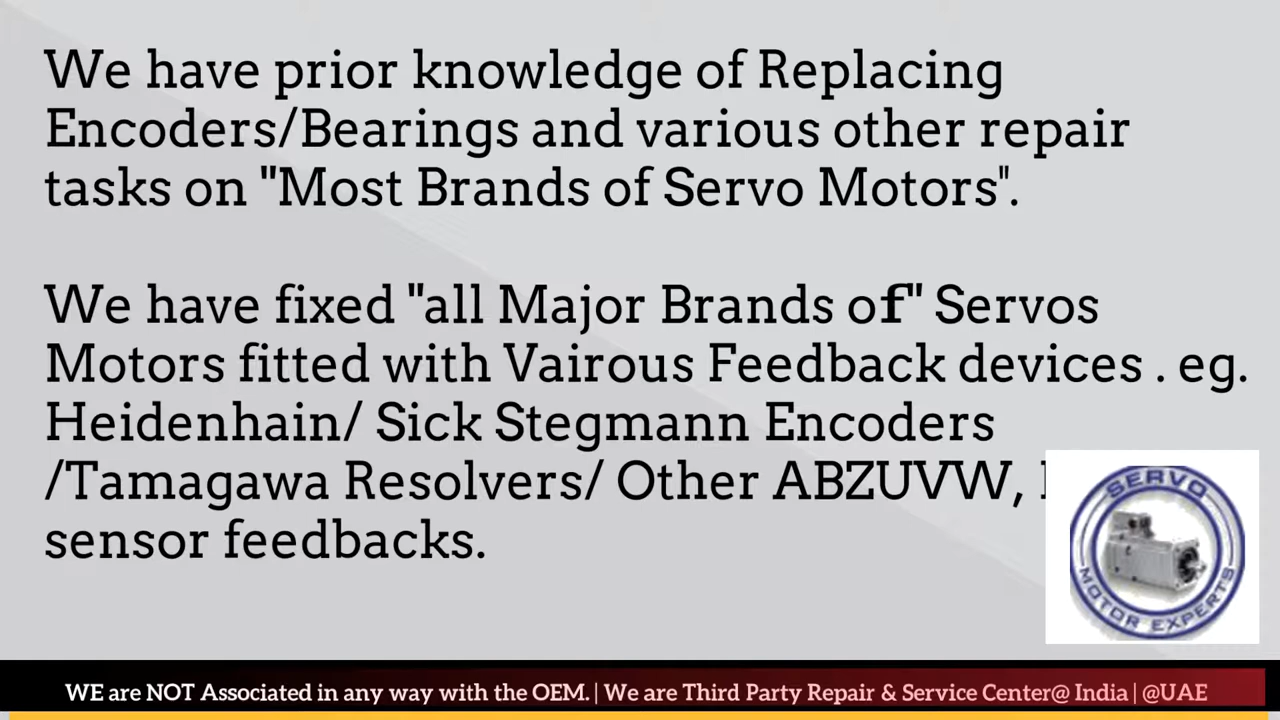 We have prior knowledge of Replacing
Encoders/Bearings and various other repair
tasks on "Most Brands of Servo Motors".
We have fixed "all Major Brands of" Servos
Motors fitted with Vairous Feedback devices . eg.
Heidenhain/ Sick Stegmann Encoders
/Tamagawa Resolvers/ Other ABZUVW,
sensor feedbacks.
SERVO
MOTOR EXPERTS
WE are NOT Associated in any way with the OEM. | We are Third Party Repair & Service Center@ India | @UAE